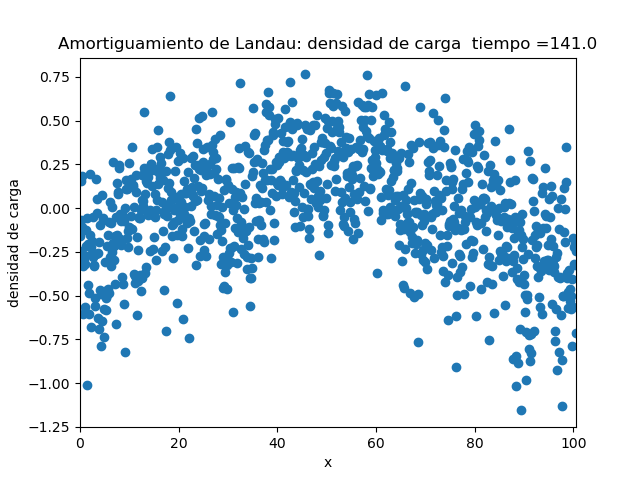 Amortiguamiento de Landau: densidad de carga  tiempo =141.0
densidad de carga
0.75
0.50
0.25
0.00
−0.25
−0.50
−0.75
−1.00
−1.25
0 20 40 60 80 100
x